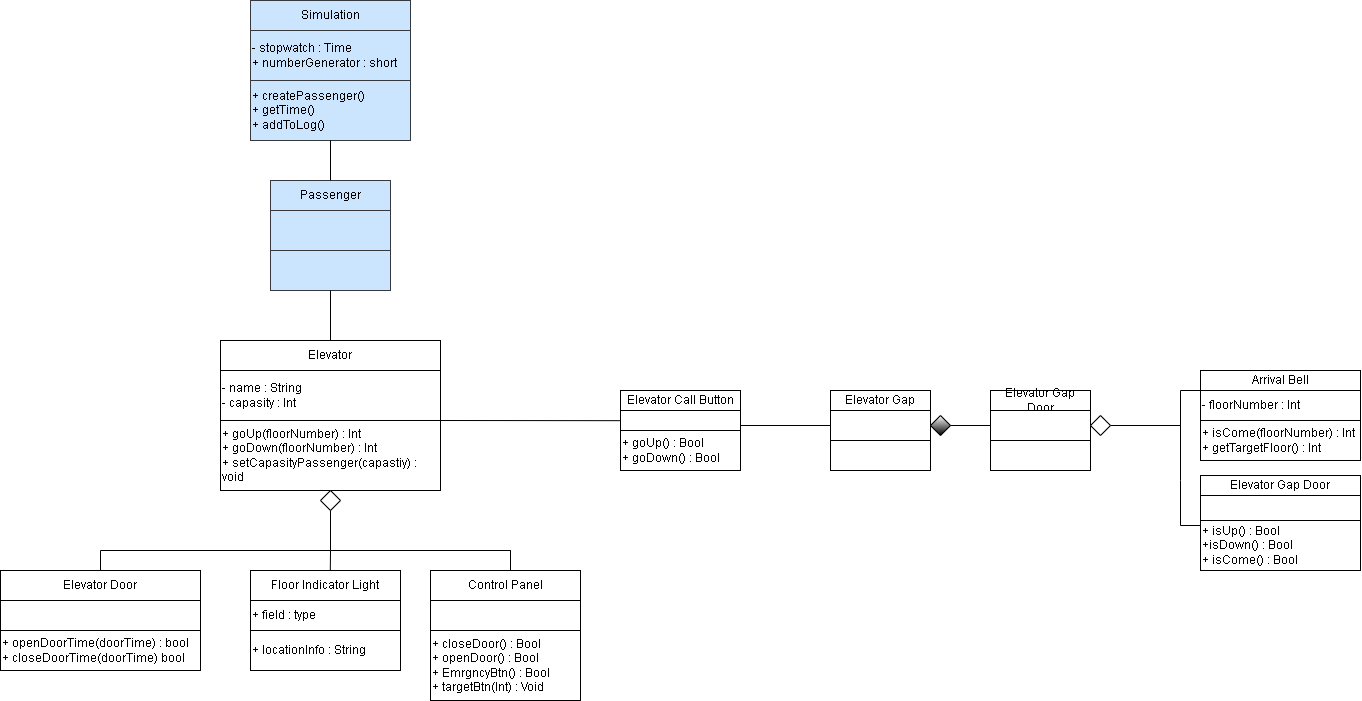 Simulation
- stopwatch : Time
+ numberGenerator : short
+ createPassenger()
+ getTime()
+ addToLog()
Passenger
Elevator
- name : String
- capasity : Int
+ goUp(floorNumber) : Int
+ goDown(floorNumber) : Int
+ setCapasityPassenger(capastiy) :
void
Elevator Call Button
+ goUp() : Bool
+ goDown() : Bool
Elevator Gap
Elevator Gap
Door
Arrival Bell
- floorNumber : Int
+ isCome(floorNumber) : Int
+ getTargetFloor() : Int
Elevator Gap Door
+ isUp() : Bool
+isDown() : Bool
+ isCome() : Bool
Elevator Door
+ openDoorTime(doorTime) : bool
+ closeDoorTime(doorTime) bool
Floor Indicator Light
+ field : type
+ locationInfo : String
Control Panel
+ closeDoor() : Bool
+ openDoor() : Bool
+ EmrgncyBtn() : Bool
+ targetBtn(Int) : Void